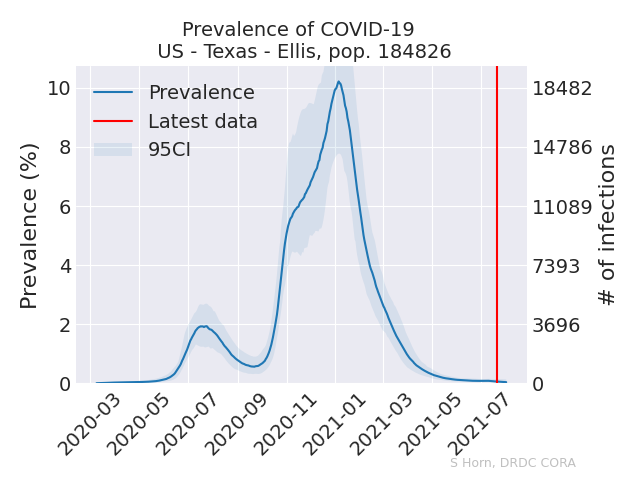 Prevalence of COVID-19
US - Texas - Ellis, pop. 184826
Prevalence
Latest data
95CI
Prevalence (%)
10
8
6
4
2
0
18482
14786
11089
7393
3696
0
# of infections
2020-03
2020-05
2020-07
2020-09
2020-11
2021-01
2021-03
2021-05
2021-07
S Horn, DRDC CORA